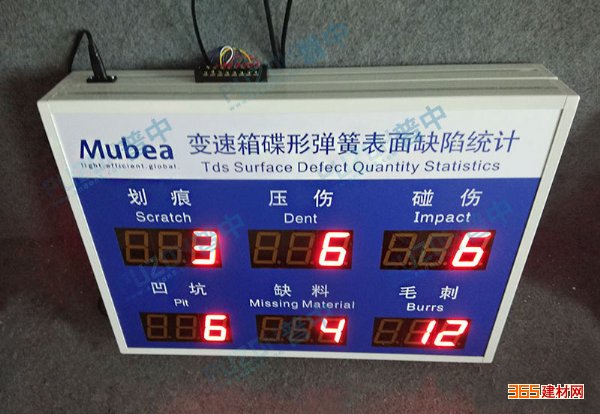 Mubea
light.efficient.global.
变速箱碟形弹簧表面缺陷统计
Tds Surface Defect Quantity Statistics
划痕 压伤 碰伤
Scratch Dent Impact
3 6 6
凹坑 缺料 毛刺
Pit Missing Material Burrs
6 4 12
365建材网